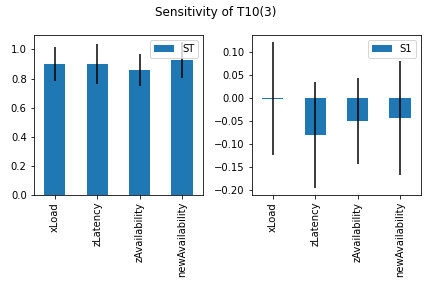 Sensitivity of T10(3)
ST
1.0
0.8
0.6
0.4
0.2
0.0
xLoad
zLatency
zAvailability
newAvailability
S1
0.10
0.05
0.00
−0.05
−0.10
−0.15
−0.20
xLoad
zLatency
zAvailability
newAvailability